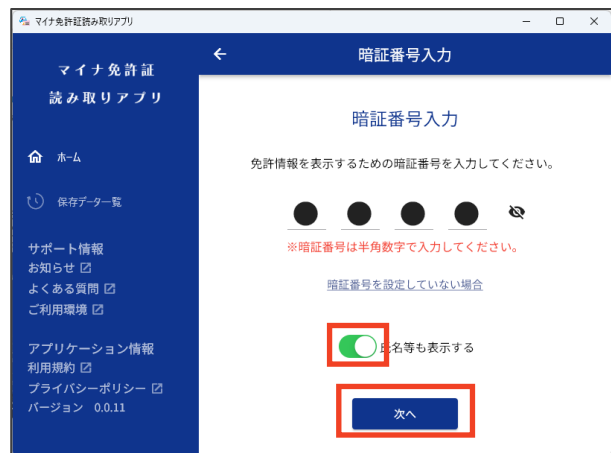 マイナ免許証読み取りアプリ
マイナ免許証
読み取りアプリ
ホーム
保存データ一覧
サポート情報
お知らせ
よくある質問
ご利用環境
アプリケーション情報
利用規約
プライバシーポリシー
バージョン 0.0.11
暗証番号入力
暗証番号入力
免許情報を表示するための暗証番号を入力してください。
※暗証番号は半角数字で入力してください。
暗証番号を設定していない場合
氏名等も表示する
次へ